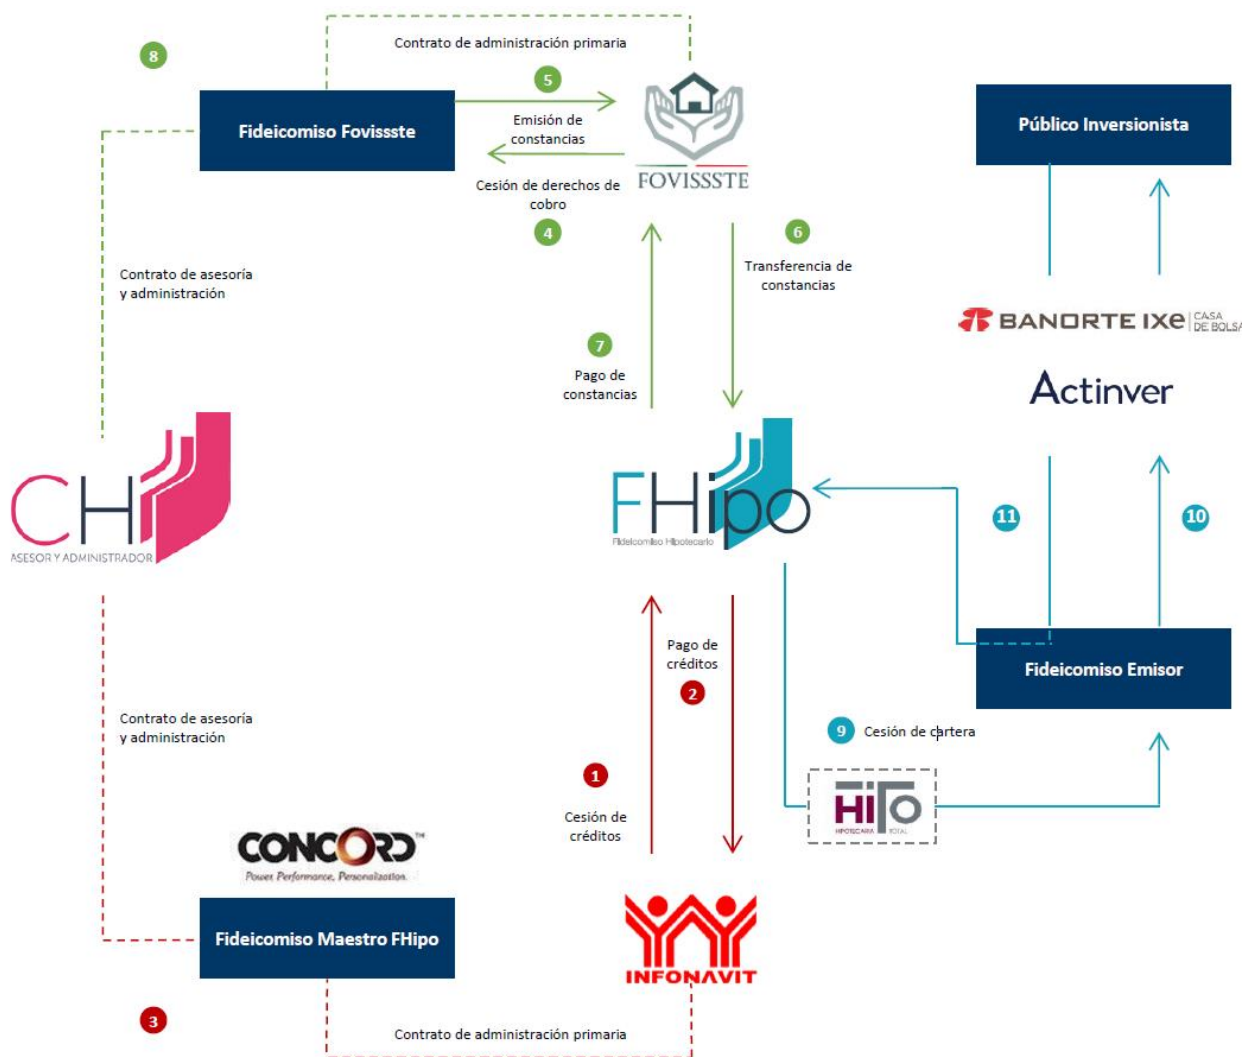 8
Contrato de administración primaria
5
Fideicomiso Fovissste
Emisión de
constancias
Cesión de derechos de
cobro
4
FOVISSSTE
Público Inversionista
6
Transferencia de
constancias
Contrato de asesoría
y administración
BANORTE IXe CASA
DE BOLSA
7
Pago de
constancias
Actinver
CH
ASESOR Y ADMINISTRADOR
FHipo
Fideicomiso Hipotecario
11
10
Pago de
créditos
2
Fideicomiso Emisor
Contrato de asesoría
y administración
9 Cesión de cartera
1
Cesión de
créditos
HiTo
HIPOTECARIA TOTAL
CONCORD™
Power. Performance. Personalization.
Fideicomiso Maestro FHipo
INFONAVIT
3
Contrato de administración primaria